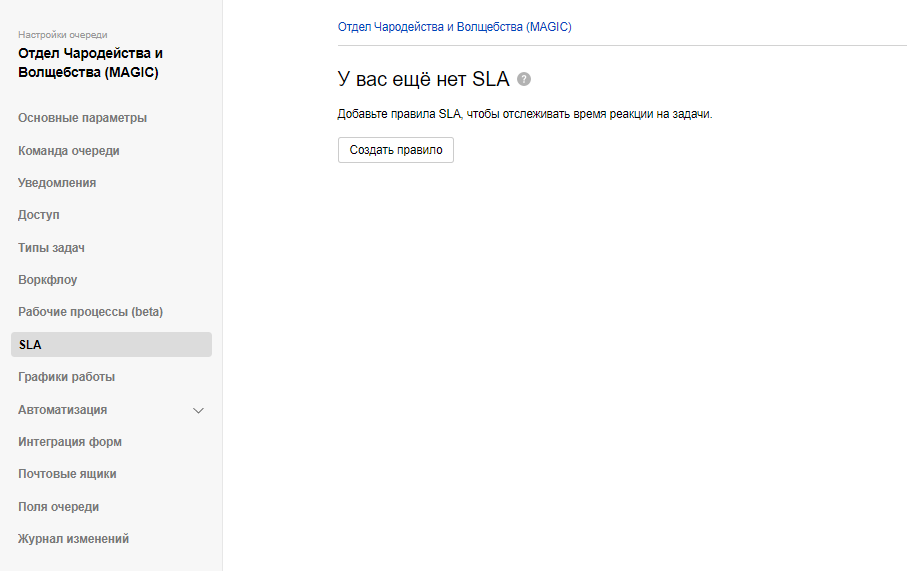 Настройки очереди
Отдел Чародейства и
Волщебства (MAGIC)
Основные параметры
Команда очереди
Уведомления
Доступ
Типы задач
Воркфлоу
Рабочие процессы (beta)
SLA
Графики работы
Автоматизация
Интеграция форм
Почтовые ящики
Поля очереди
Журнал изменений
Отдел Чародейства и Волщебства (MAGIC)
У вас ещё нет SLA ?
Добавьте правила SLA, чтобы отслеживать время реакции на задачи.
Создать правило